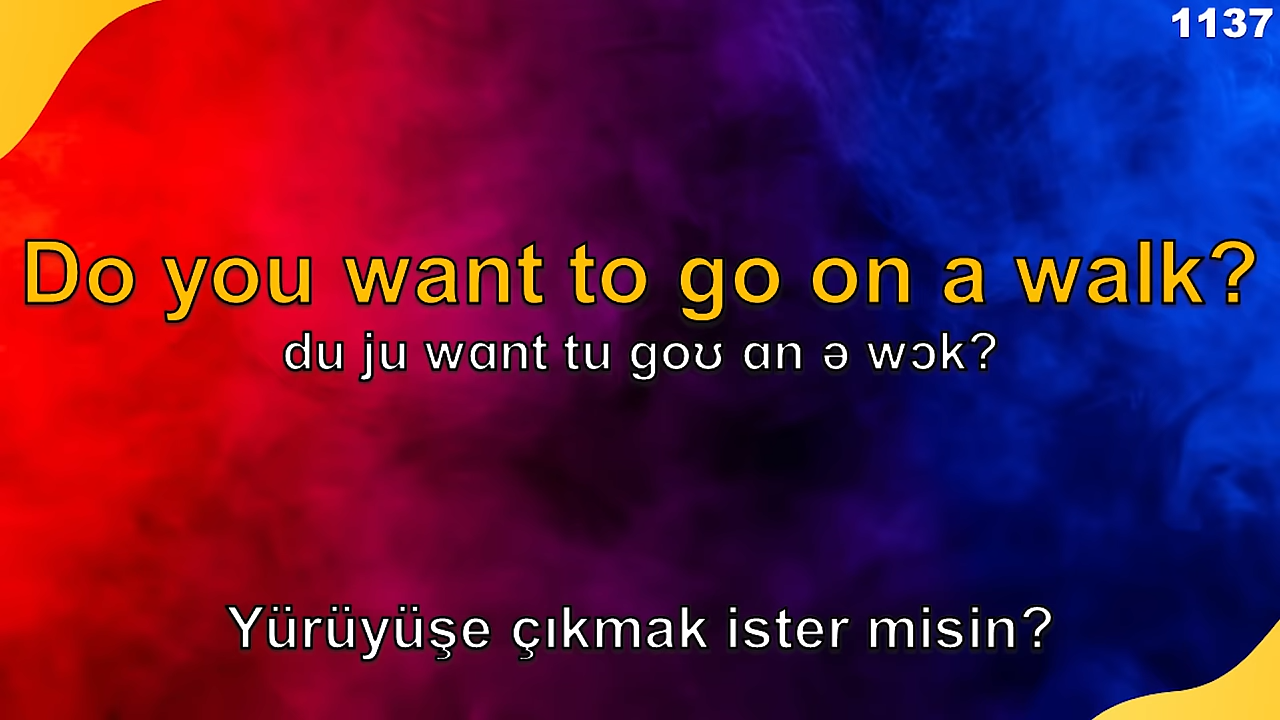 1137
Do you want to go on a walk?
du ju wɑnt tu goʊ ɑn ə wɔk?
Yürüyüşe çıkmak ister misin?